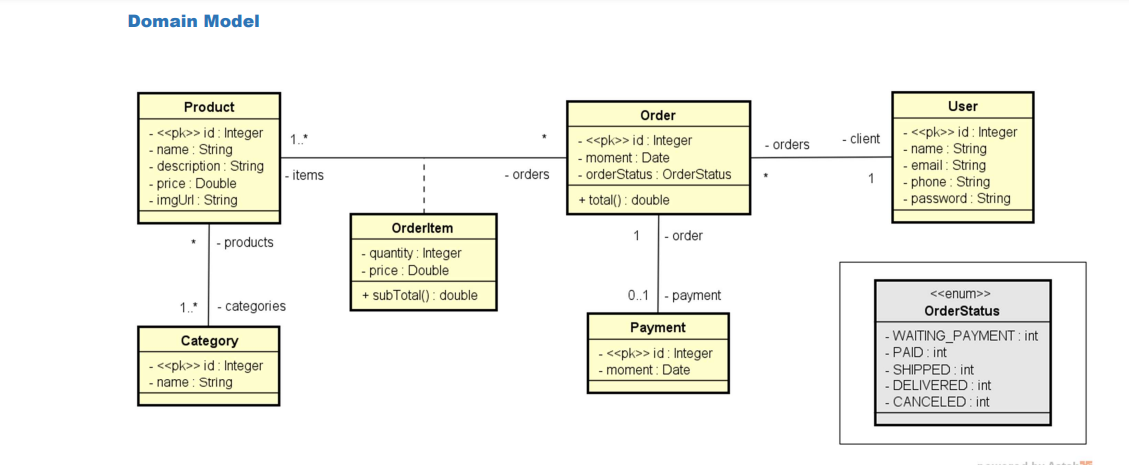 Domain Model
Product
- <<pk>> id : Integer
- name : String
- description : String
- price : Double
- imgUrl : String
1..*
- items
*
- orders
Order
- <<pk>> id : Integer
- moment : Date
- orderStatus : OrderStatus
+ total() : double
- orders
*
- client
1
User
- <<pk>> id : Integer
- name : String
- email : String
- phone : String
- password : String
OrderItem
- quantity : Integer
- price : Double
+ subTotal() : double
* - products
1..* - categories
Category
- <<pk>> id : Integer
- name : String
1 - order
0..1 - payment
Payment
- <<pk>> id : Integer
- moment : Date
<<enum>>
OrderStatus
- WAITING_PAYMENT : int
- PAID : int
- SHIPPED : int
- DELIVERED : int
- CANCELED : int